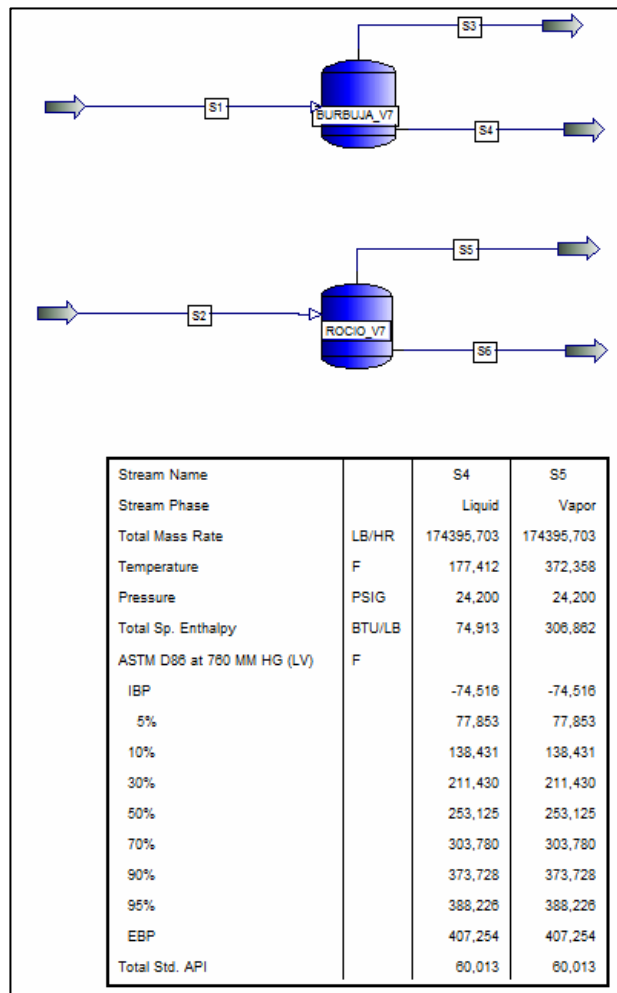 S3
S1
BURBUJA_V7
S4
S5
S2
ROCIO_V7
S6
Stream Name S4 S5
Stream Phase Liquid Vapor
Total Mass Rate LB/HR 174395,703 174395,703
Temperature F 177,412 372,358
Pressure PSIG 24,200 24,200
Total Sp. Enthalpy BTU/LB 74,913 306,862
ASTM D86 at 760 MM HG (LV) F
IBP -74,516 -74,516
5% 77,853 77,853
10% 138,431 138,431
30% 211,430 211,430
50% 253,125 253,125
70% 303,780 303,780
90% 373,728 373,728
95% 388,226 388,226
EBP 407,254 407,254
Total Std. API 60,013 60,013